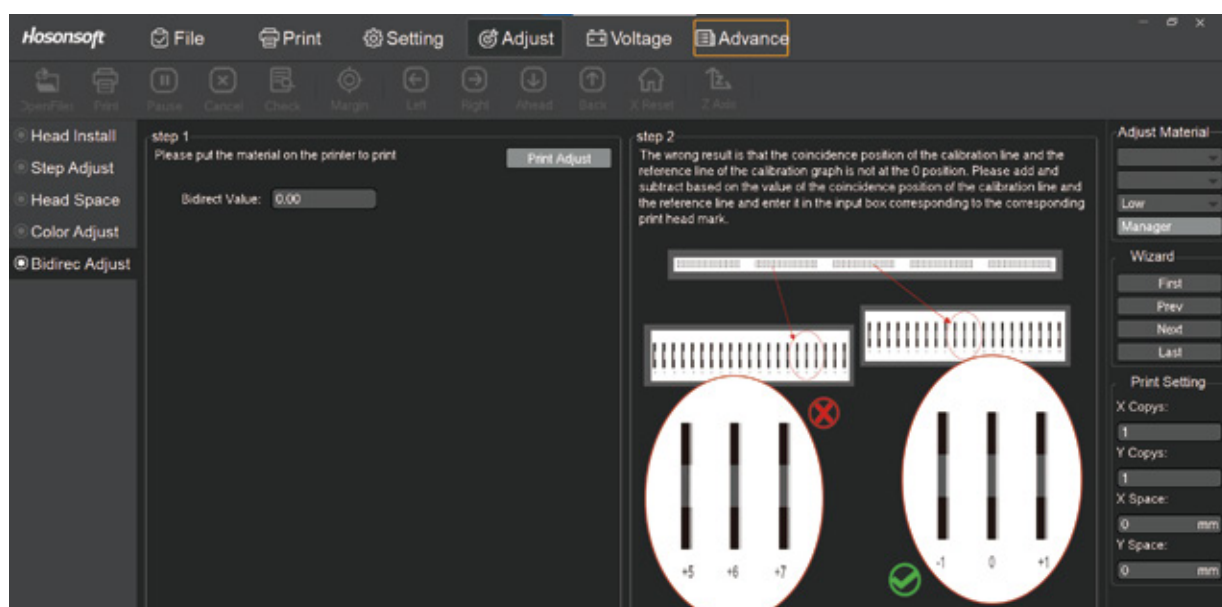 Hosonsoft
File
Print
Setting
Adjust
Voltage
Advance
OpenFiles
Print
Pause
Cancel
Check
Margin
Left
Right
Ahead
Back
X Reset
Z Axis
Head Install
Step Adjust
Head Space
Color Adjust
Bidirec Adjust
step 1
Please put the material on the printer to print
Print Adjust
Bidirect Value:
0.00
step 2
The wrong result is that the coincidence position of the calibration line and the
reference line of the calibration graph is not at the 0 position. Please add and
subtract based on the value of the coincidence position of the calibration line and
the reference line and enter it in the input box corresponding to the corresponding
print head mark.
+5 +6 +7
-1 0 +1
Adjust Material
Low
Manager
Wizard
First
Prev
Next
Last
Print Setting
X Copys:
1
Y Copys:
1
X Space:
0 mm
Y Space:
0 mm